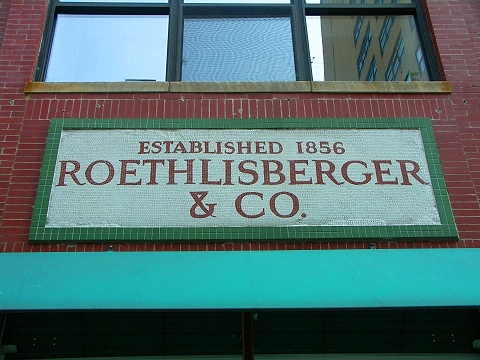 ESTABLISHED 1856
ROETHLISBERGER
& CO.